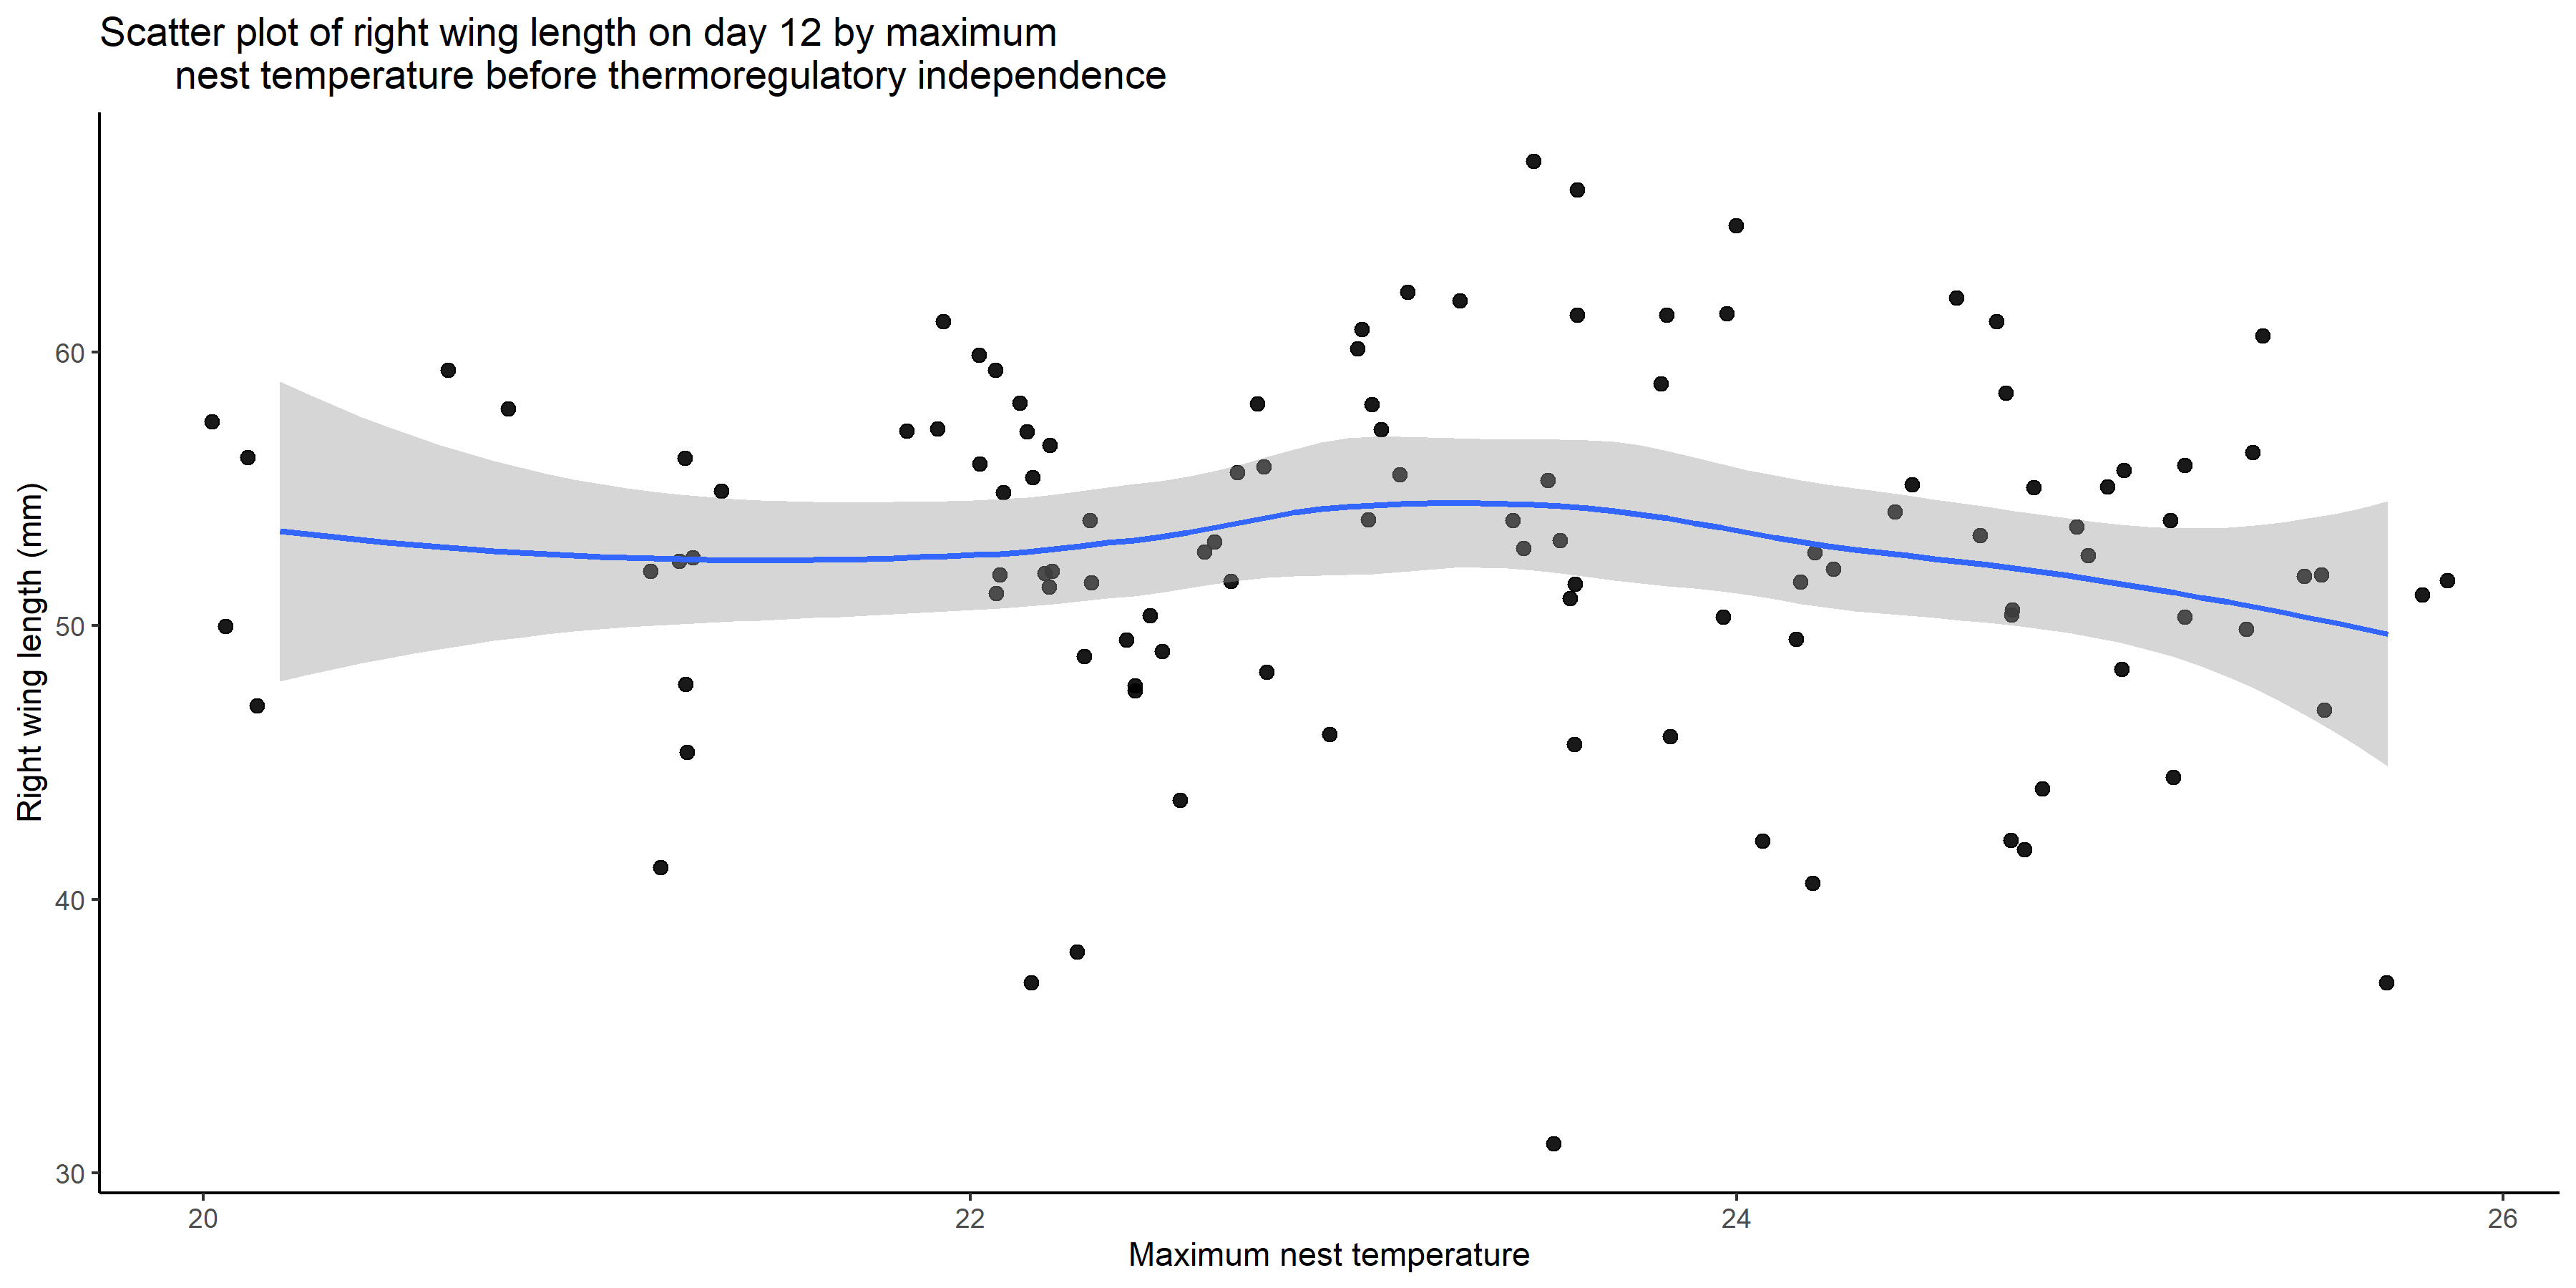 Scatter plot of right wing length on day 12 by maximum
nest temperature before thermoregulatory independence
Right wing length (mm)
60
50
40
30
20
22
24
26
Maximum nest temperature